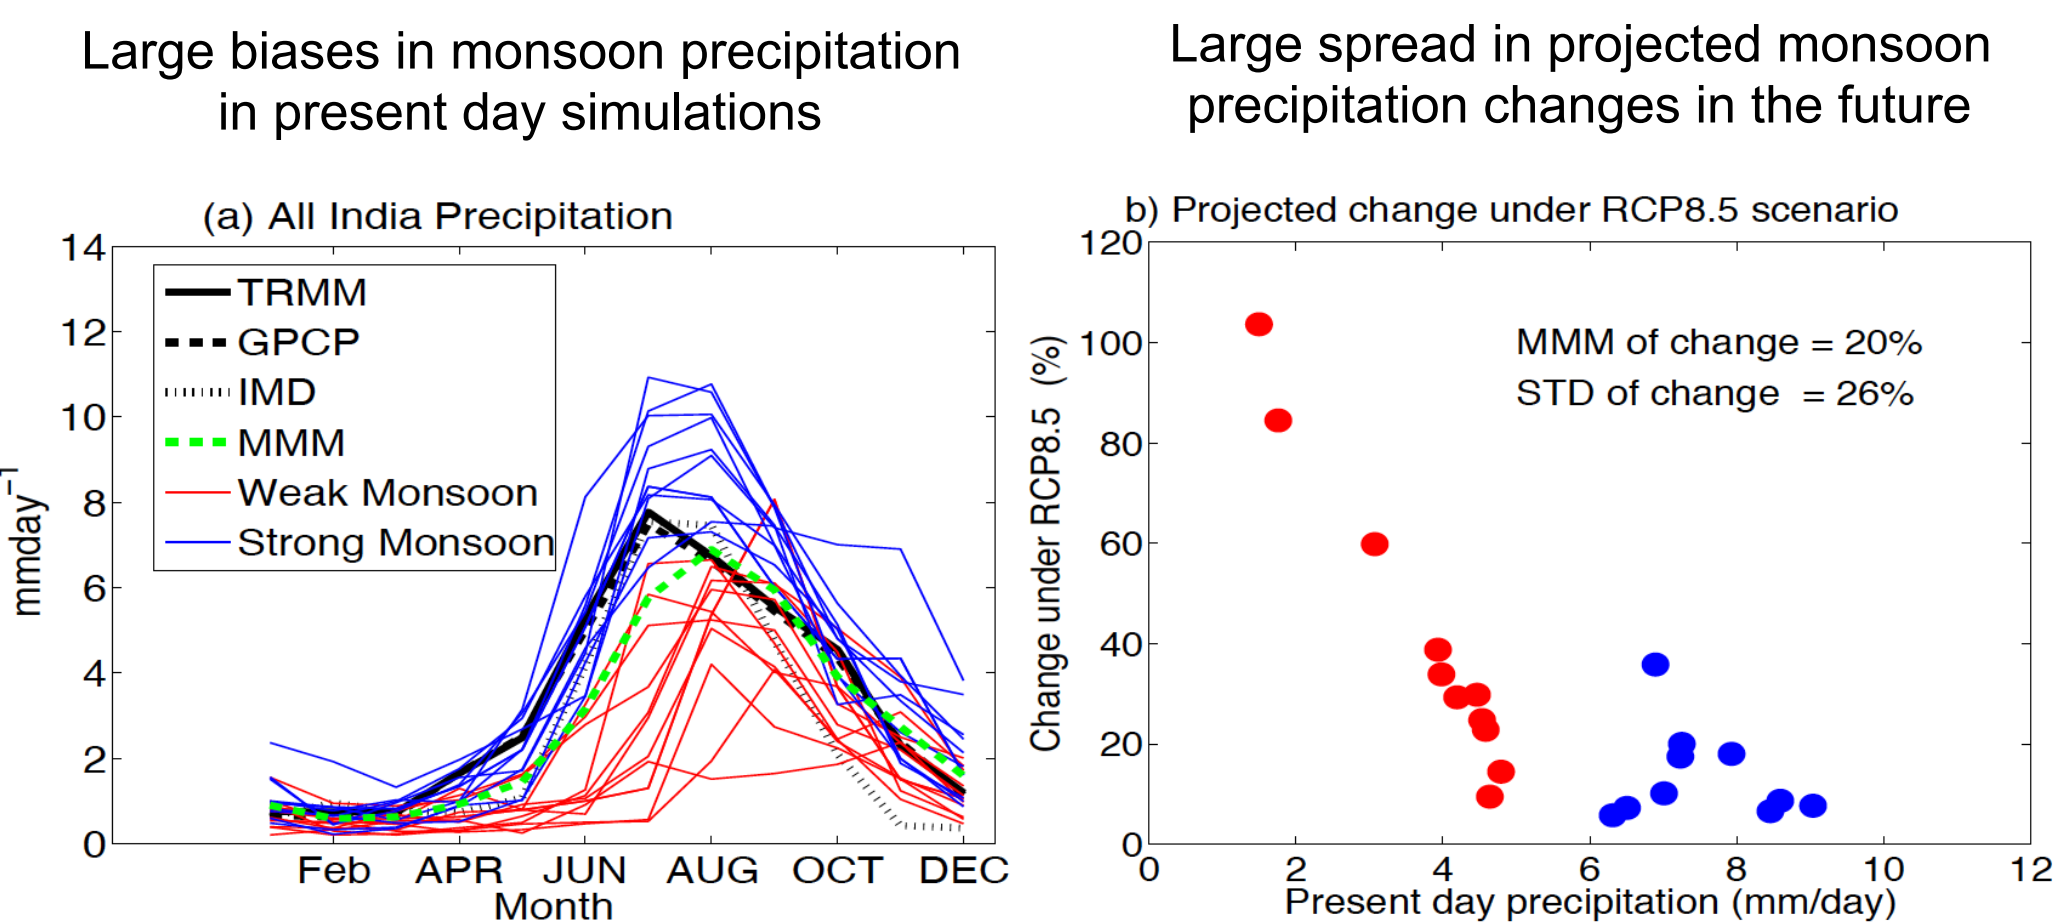 Large biases in monsoon precipitation
in present day simulations
Large spread in projected monsoon
precipitation changes in the future
(a) All India Precipitation
14
12
10
8
6
4
2
0
mmday⁻¹
TRMM
GPCP
IMD
MMM
Weak Monsoon
Strong Monsoon
Feb APR JUN AUG OCT DEC
Month
b) Projected change under RCP8.5 scenario
120
100
80
60
40
20
0
Change under RCP8.5 (%)
MMM of change = 20%
STD of change = 26%
0 2 4 6 8 10 12
Present day precipitation (mm/day)